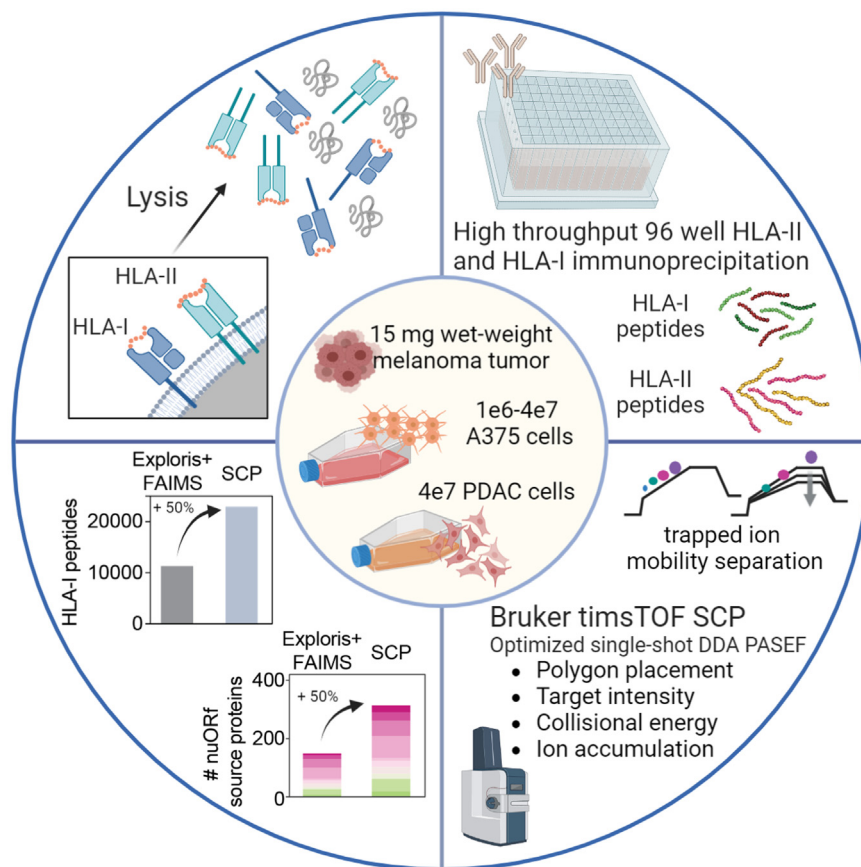 Lysis
HLA-II
HLA-I
High throughput 96 well HLA-II
and HLA-I immunoprecipitation
HLA-I
peptides
HLA-II
peptides
15 mg wet-weight
melanoma tumor
1e6-4e7
A375 cells
4e7 PDAC cells
Exploris+
FAIMS
SCP
+ 50%
HLA-I peptides
20000
10000
0
Exploris+
FAIMS
SCP
+ 50%
# nuORf
source proteins
400
200
0
trapped ion
mobility separation
Bruker timsTOF SCP
Optimized single-shot DDA PASEF
• Polygon placement
• Target intensity
• Collisional energy
• Ion accumulation